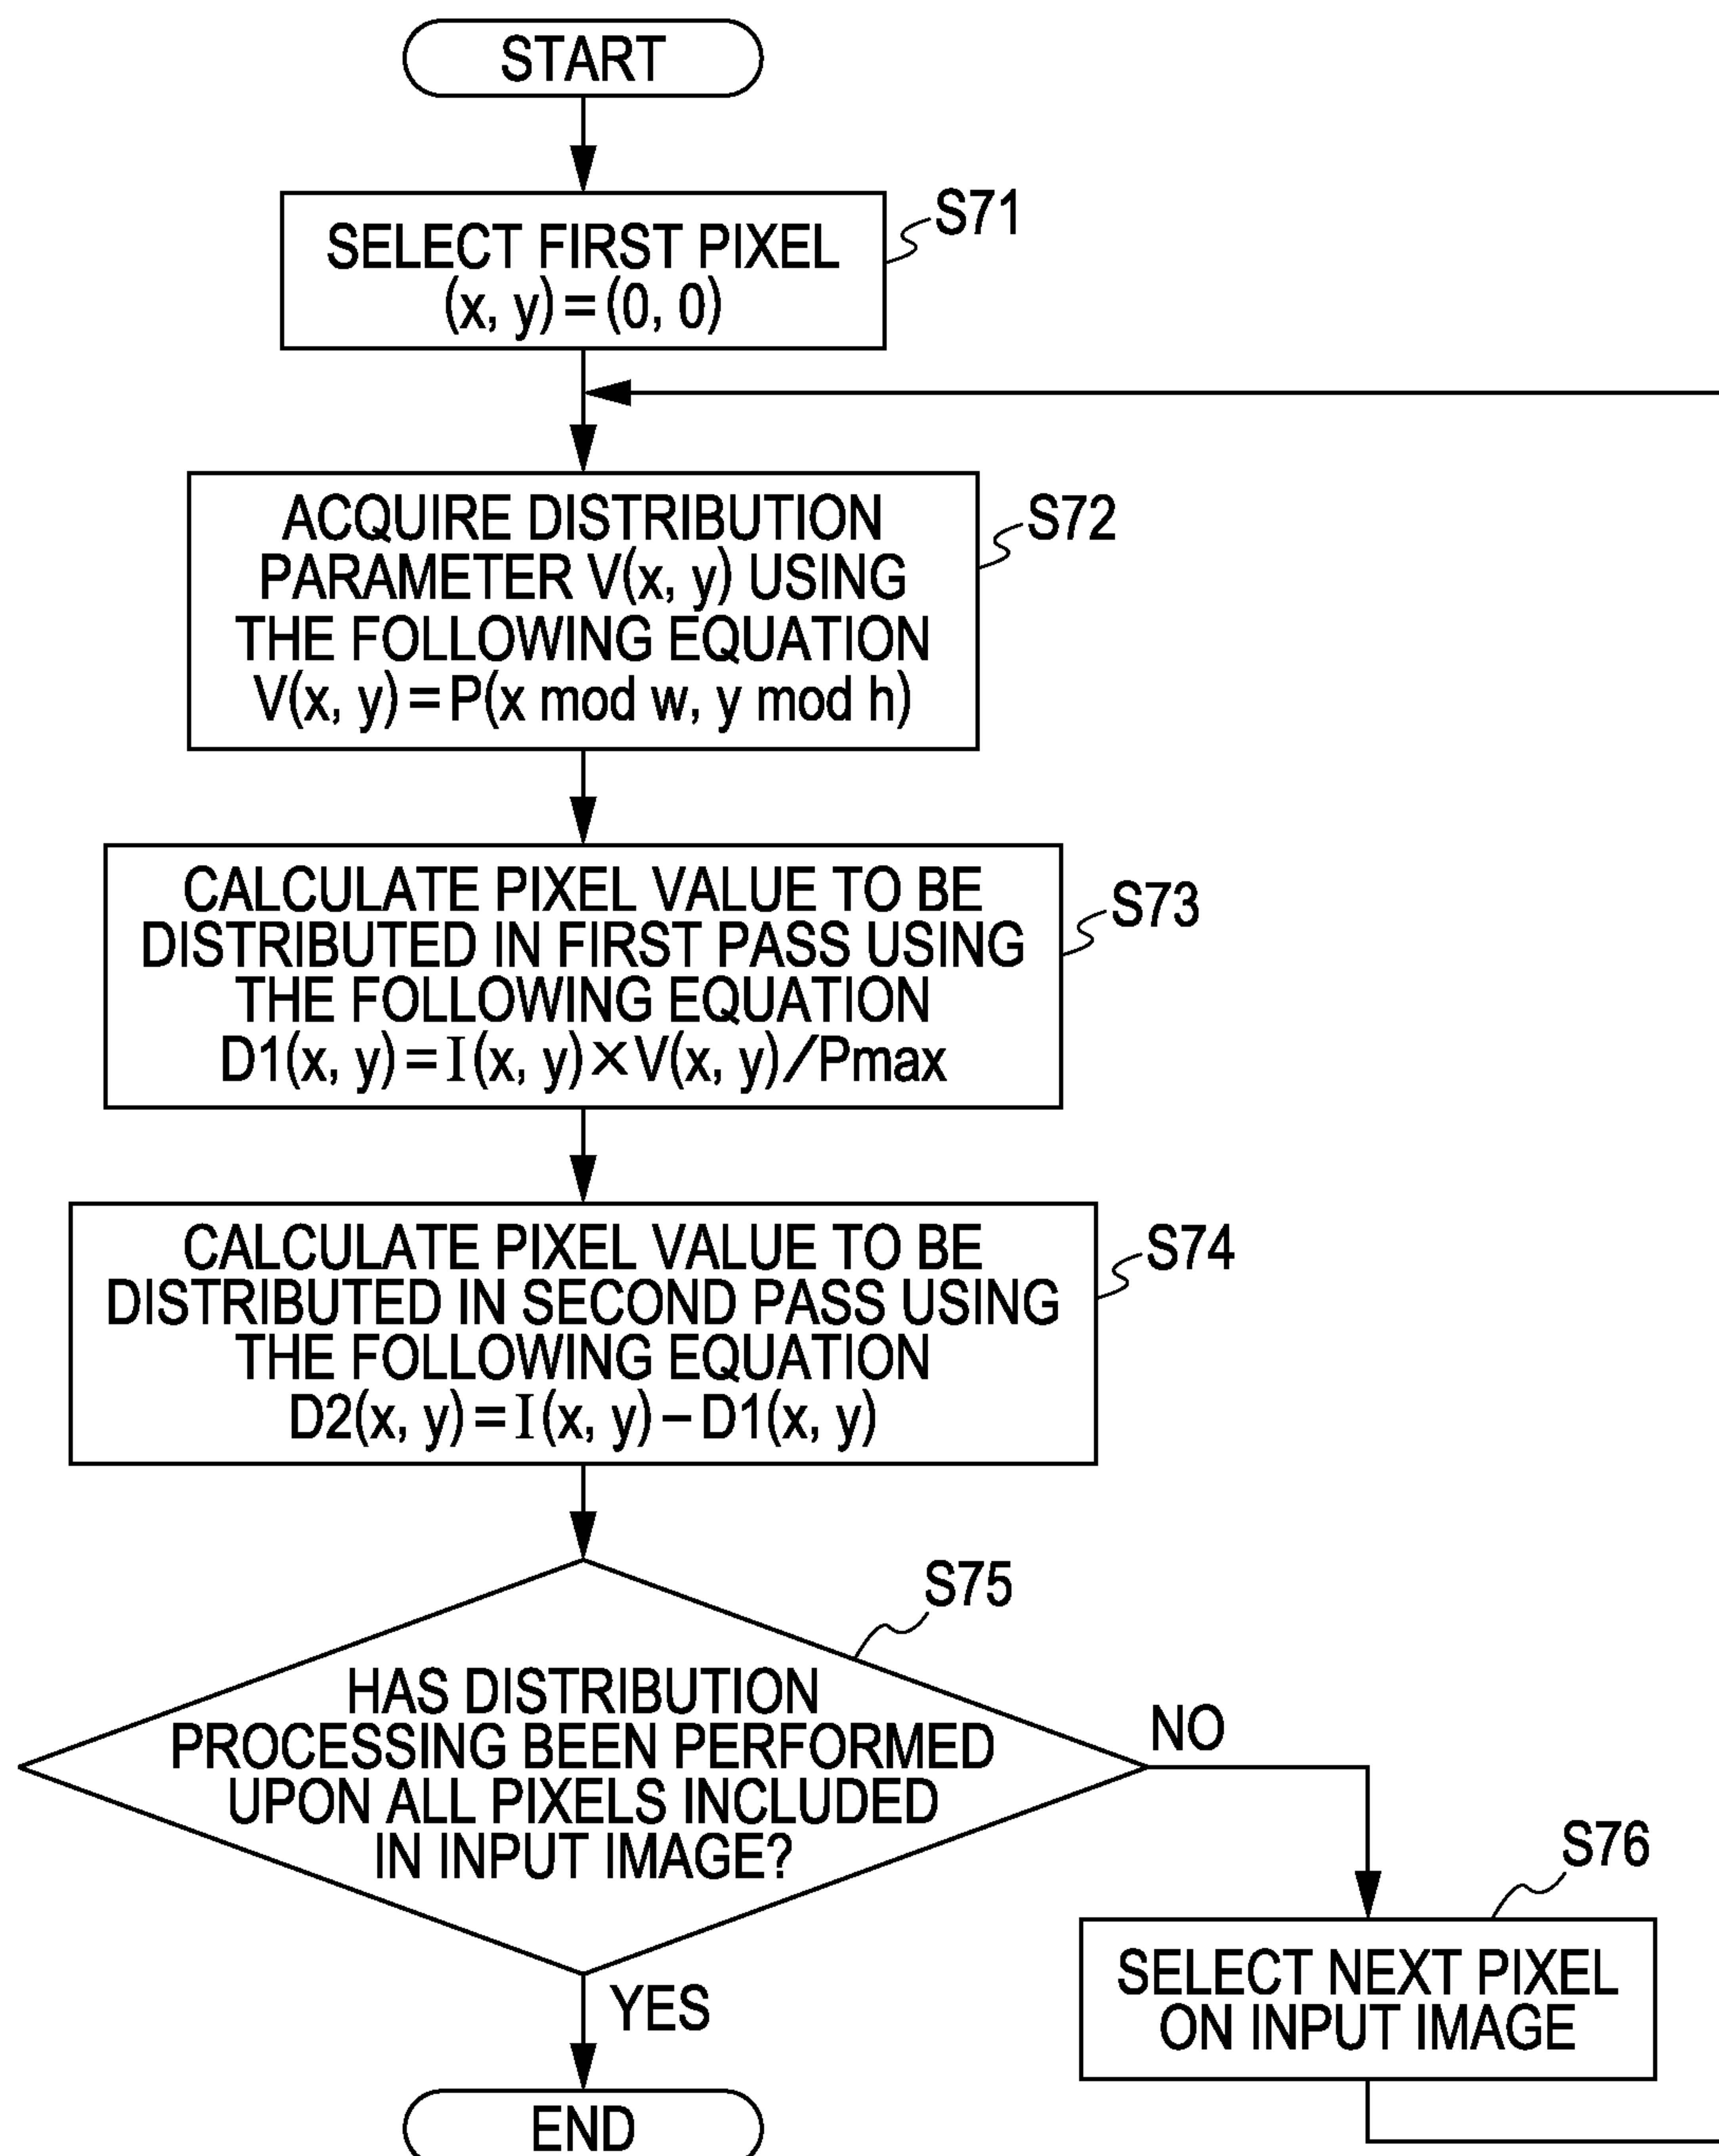 START
S71
SELECT FIRST PIXEL
(x, y)=(0, 0)
S72
ACQUIRE DISTRIBUTION
PARAMETER V(x, y) USING
THE FOLLOWING EQUATION
V(x, y)=P(x mod w, y mod h)
S73
CALCULATE PIXEL VALUE TO BE
DISTRIBUTED IN FIRST PASS USING
THE FOLLOWING EQUATION
D1(x, y)=I(x, y)×V(x, y)/Pmax
S74
CALCULATE PIXEL VALUE TO BE
DISTRIBUTED IN SECOND PASS USING
THE FOLLOWING EQUATION
D2(x, y)=I(x, y)−D1(x, y)
S75
HAS DISTRIBUTION
PROCESSING BEEN PERFORMED
UPON ALL PIXELS INCLUDED
IN INPUT IMAGE?
NO
S76
SELECT NEXT PIXEL
ON INPUT IMAGE
YES
END